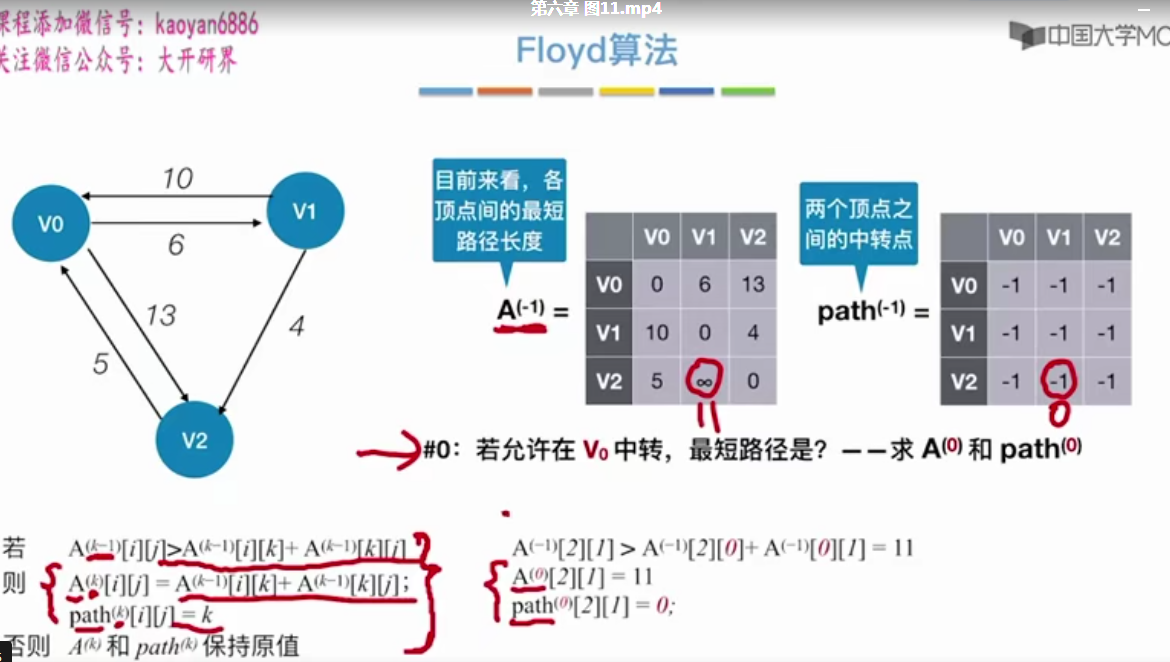 第六章 图11.mp4
课程添加微信号：kaoyan6886
关注微信公众号：大开研界
中国大学MO
Floyd算法
10
6
13
5
4
V0
V1
V2
目前来看，各
顶点间的最短
路径长度
A(-1) =
V0 V1 V2
V0 0 6 13
V1 10 0 4
V2 5 ∞ 0
11
两个顶点之
间的中转点
path(-1) =
V0 V1 V2
V0 -1 -1 -1
V1 -1 -1 -1
V2 -1 -1 -1
0
#0：若允许在 V0 中转，最短路径是？——求 A(0) 和 path(0)
若 A(k–1)[i][j]>A(k–1)[i][k]+ A(k–1)[k][j]
则 A(k)[i][j] = A(k–1)[i][k]+ A(k–1)[k][j];
path(k)[i][j] = k
否则 A(k) 和 path(k) 保持原值
A(–1)[2][1] > A(–1)[2][0]+ A(–1)[0][1] = 11
A(0)[2][1] = 11
path(0)[2][1] = 0;